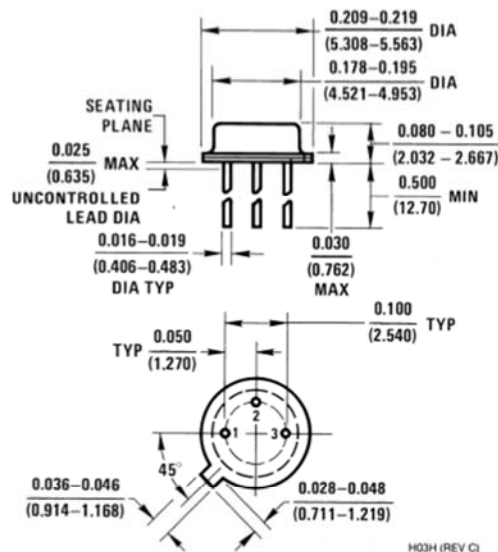 0.209–0.219
(5.308–5.563) DIA
0.178–0.195
(4.521–4.953) DIA
SEATING
PLANE
0.025
(0.635) MAX
UNCONTROLLED
LEAD DIA
0.080 – 0.105
(2.032 – 2.667)
0.500
(12.70) MIN
0.016–0.019
(0.406–0.483)
DIA TYP
0.030
(0.762)
MAX
0.100
(2.540) TYP
TYP 0.050
(1.270)
2
1
3
45°
0.036–0.046
(0.914–1.168)
0.028–0.048
(0.711–1.219)
H03H (REV C)